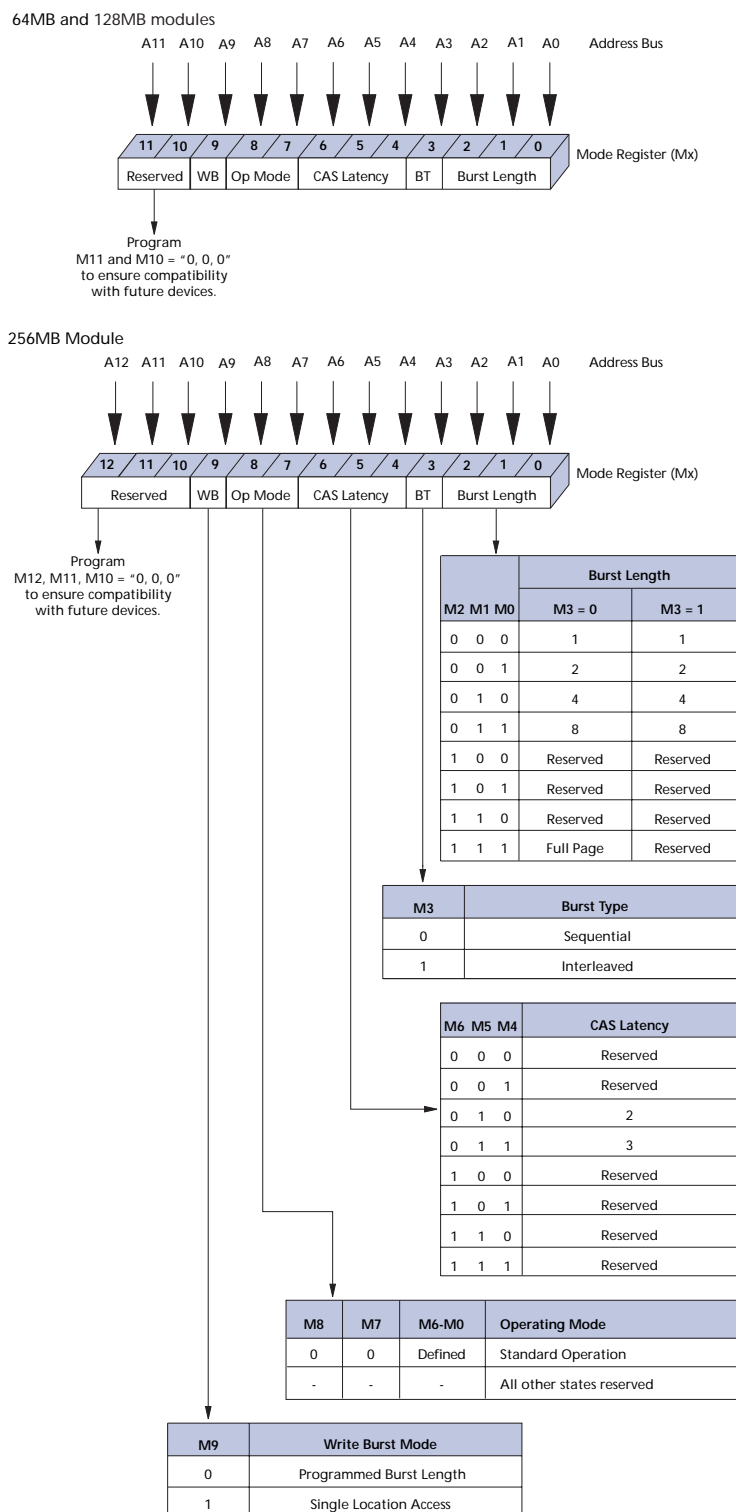 64MB and 128MB modules
A11 A10 A9 A8 A7 A6 A5 A4 A3 A2 A1 A0 Address Bus
11 10 9 8 7 6 5 4 3 2 1 0
Mode Register (Mx)
Reserved WB Op Mode CAS Latency BT Burst Length
Program
M11 and M10 = “0, 0, 0”
to ensure compatibility
with future devices.
256MB Module
A12 A11 A10 A9 A8 A7 A6 A5 A4 A3 A2 A1 A0 Address Bus
12 11 10 9 8 7 6 5 4 3 2 1 0
Mode Register (Mx)
Reserved WB Op Mode CAS Latency BT Burst Length
Program
M12, M11, M10 = “0, 0, 0”
to ensure compatibility
with future devices.
Burst Length
M2 M1 M0 M3 = 0 M3 = 1
0 0 0 1 1
0 0 1 2 2
0 1 0 4 4
0 1 1 8 8
1 0 0 Reserved Reserved
1 0 1 Reserved Reserved
1 1 0 Reserved Reserved
1 1 1 Full Page Reserved
M3 Burst Type
0 Sequential
1 Interleaved
M6 M5 M4 CAS Latency
0 0 0 Reserved
0 0 1 Reserved
0 1 0 2
0 1 1 3
1 0 0 Reserved
1 0 1 Reserved
1 1 0 Reserved
1 1 1 Reserved
M8 M7 M6-M0 Operating Mode
0 0 Defined Standard Operation
- - - All other states reserved
M9 Write Burst Mode
0 Programmed Burst Length
1 Single Location Access